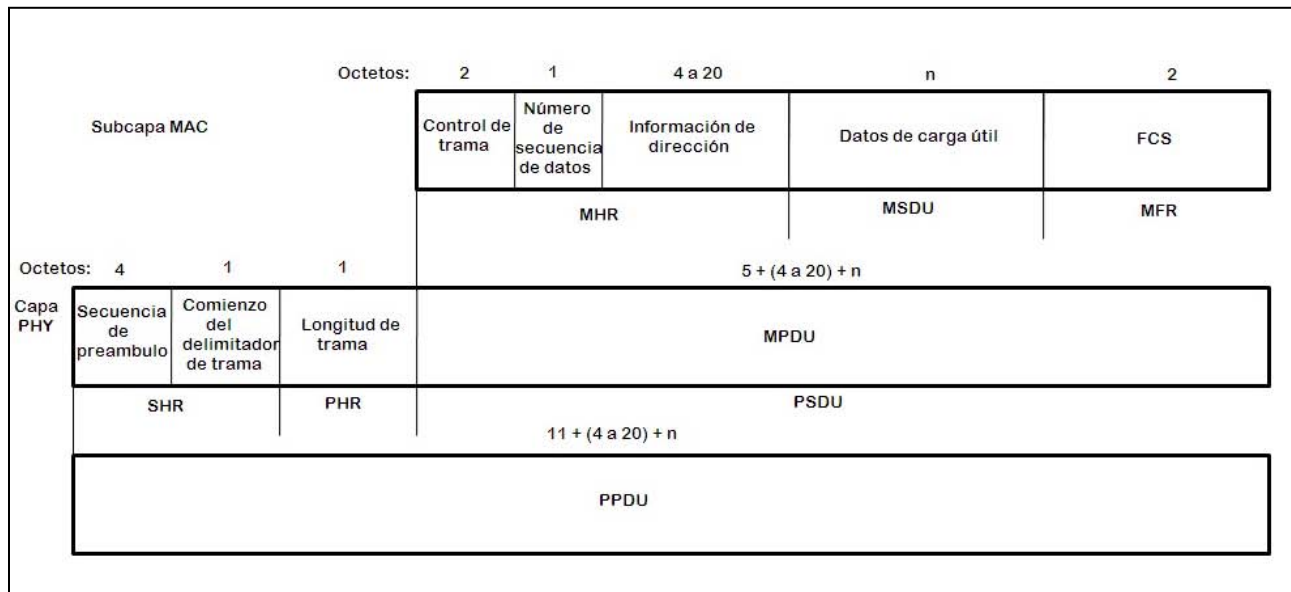 Octetos: 2 1 4 a 20 n 2
Subcapa MAC
Control de
trama
Número
de
secuencia
de datos
Información de
dirección
Datos de carga útil
FCS
MHR MSDU MFR
Octetos: 4 1 1 5 + (4 a 20) + n
Capa
PHY
Secuencia
de
preambulo
Comienzo
del
delimitador
de trama
Longitud de
trama
MPDU
SHR PHR PSDU
11 + (4 a 20) + n
PPDU